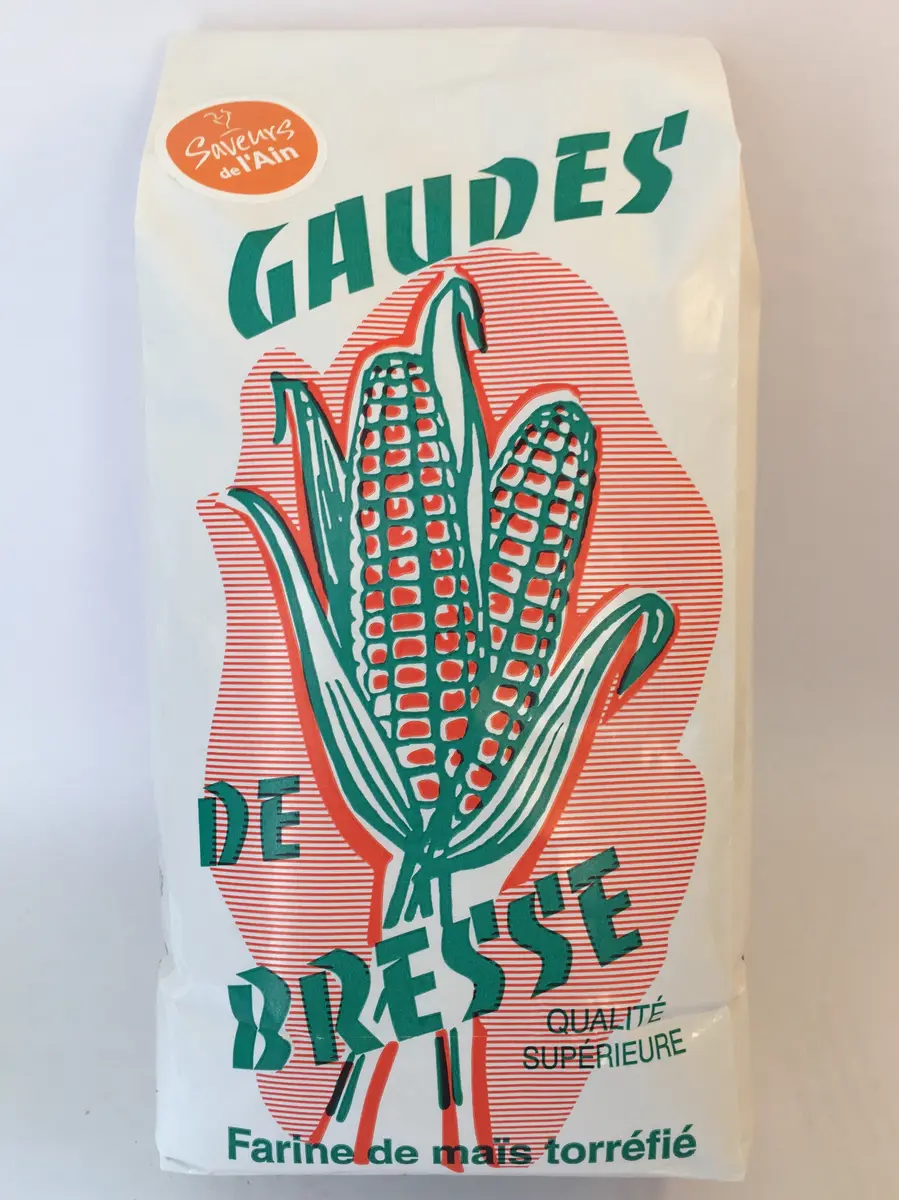 Saveurs
de l'Ain
GAUDES
DE
BRESSE
QUALITÉ
SUPÉRIEURE
Farine de maïs torréfié